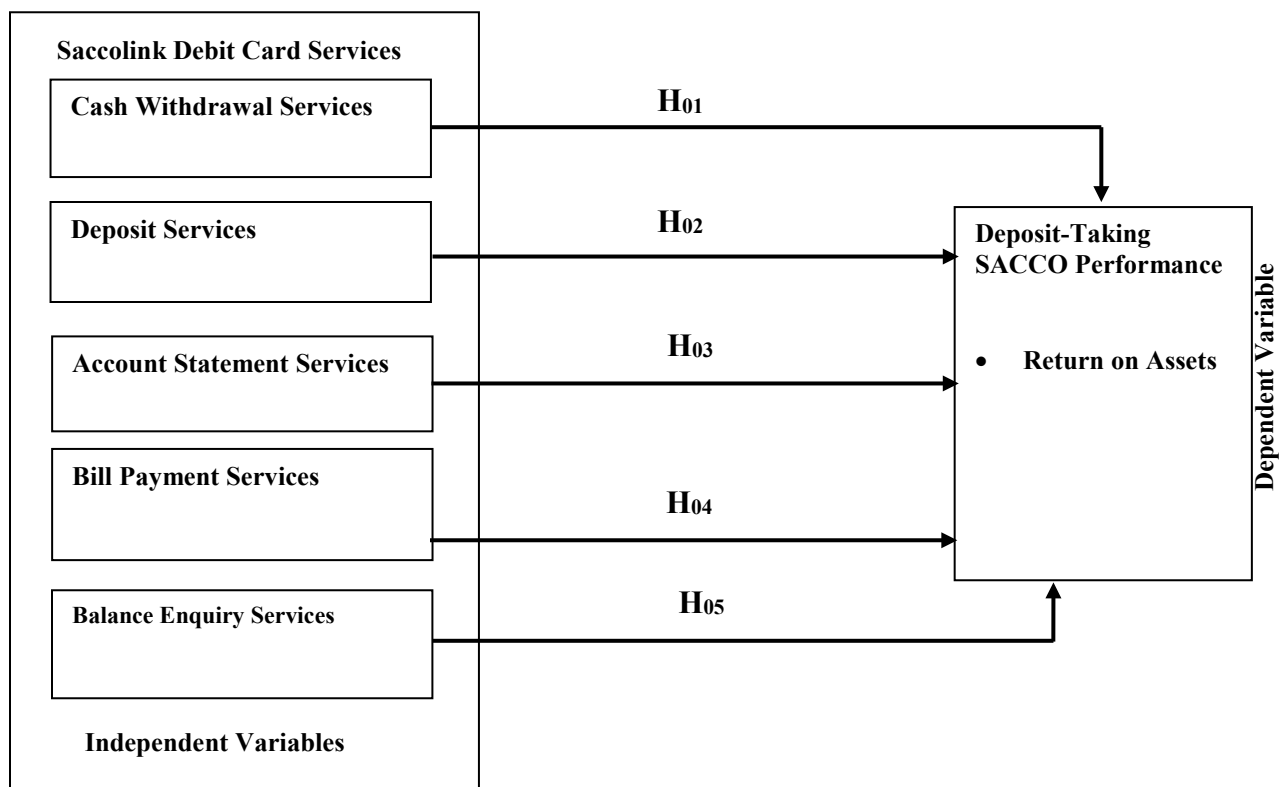 Saccolink Debit Card Services
Cash Withdrawal Services
H01
Deposit Services
H02
Account Statement Services
H03
Bill Payment Services
H04
Balance Enquiry Services
H05
Independent Variables
Deposit-Taking
SACCO Performance
• Return on Assets
Dependent Variable